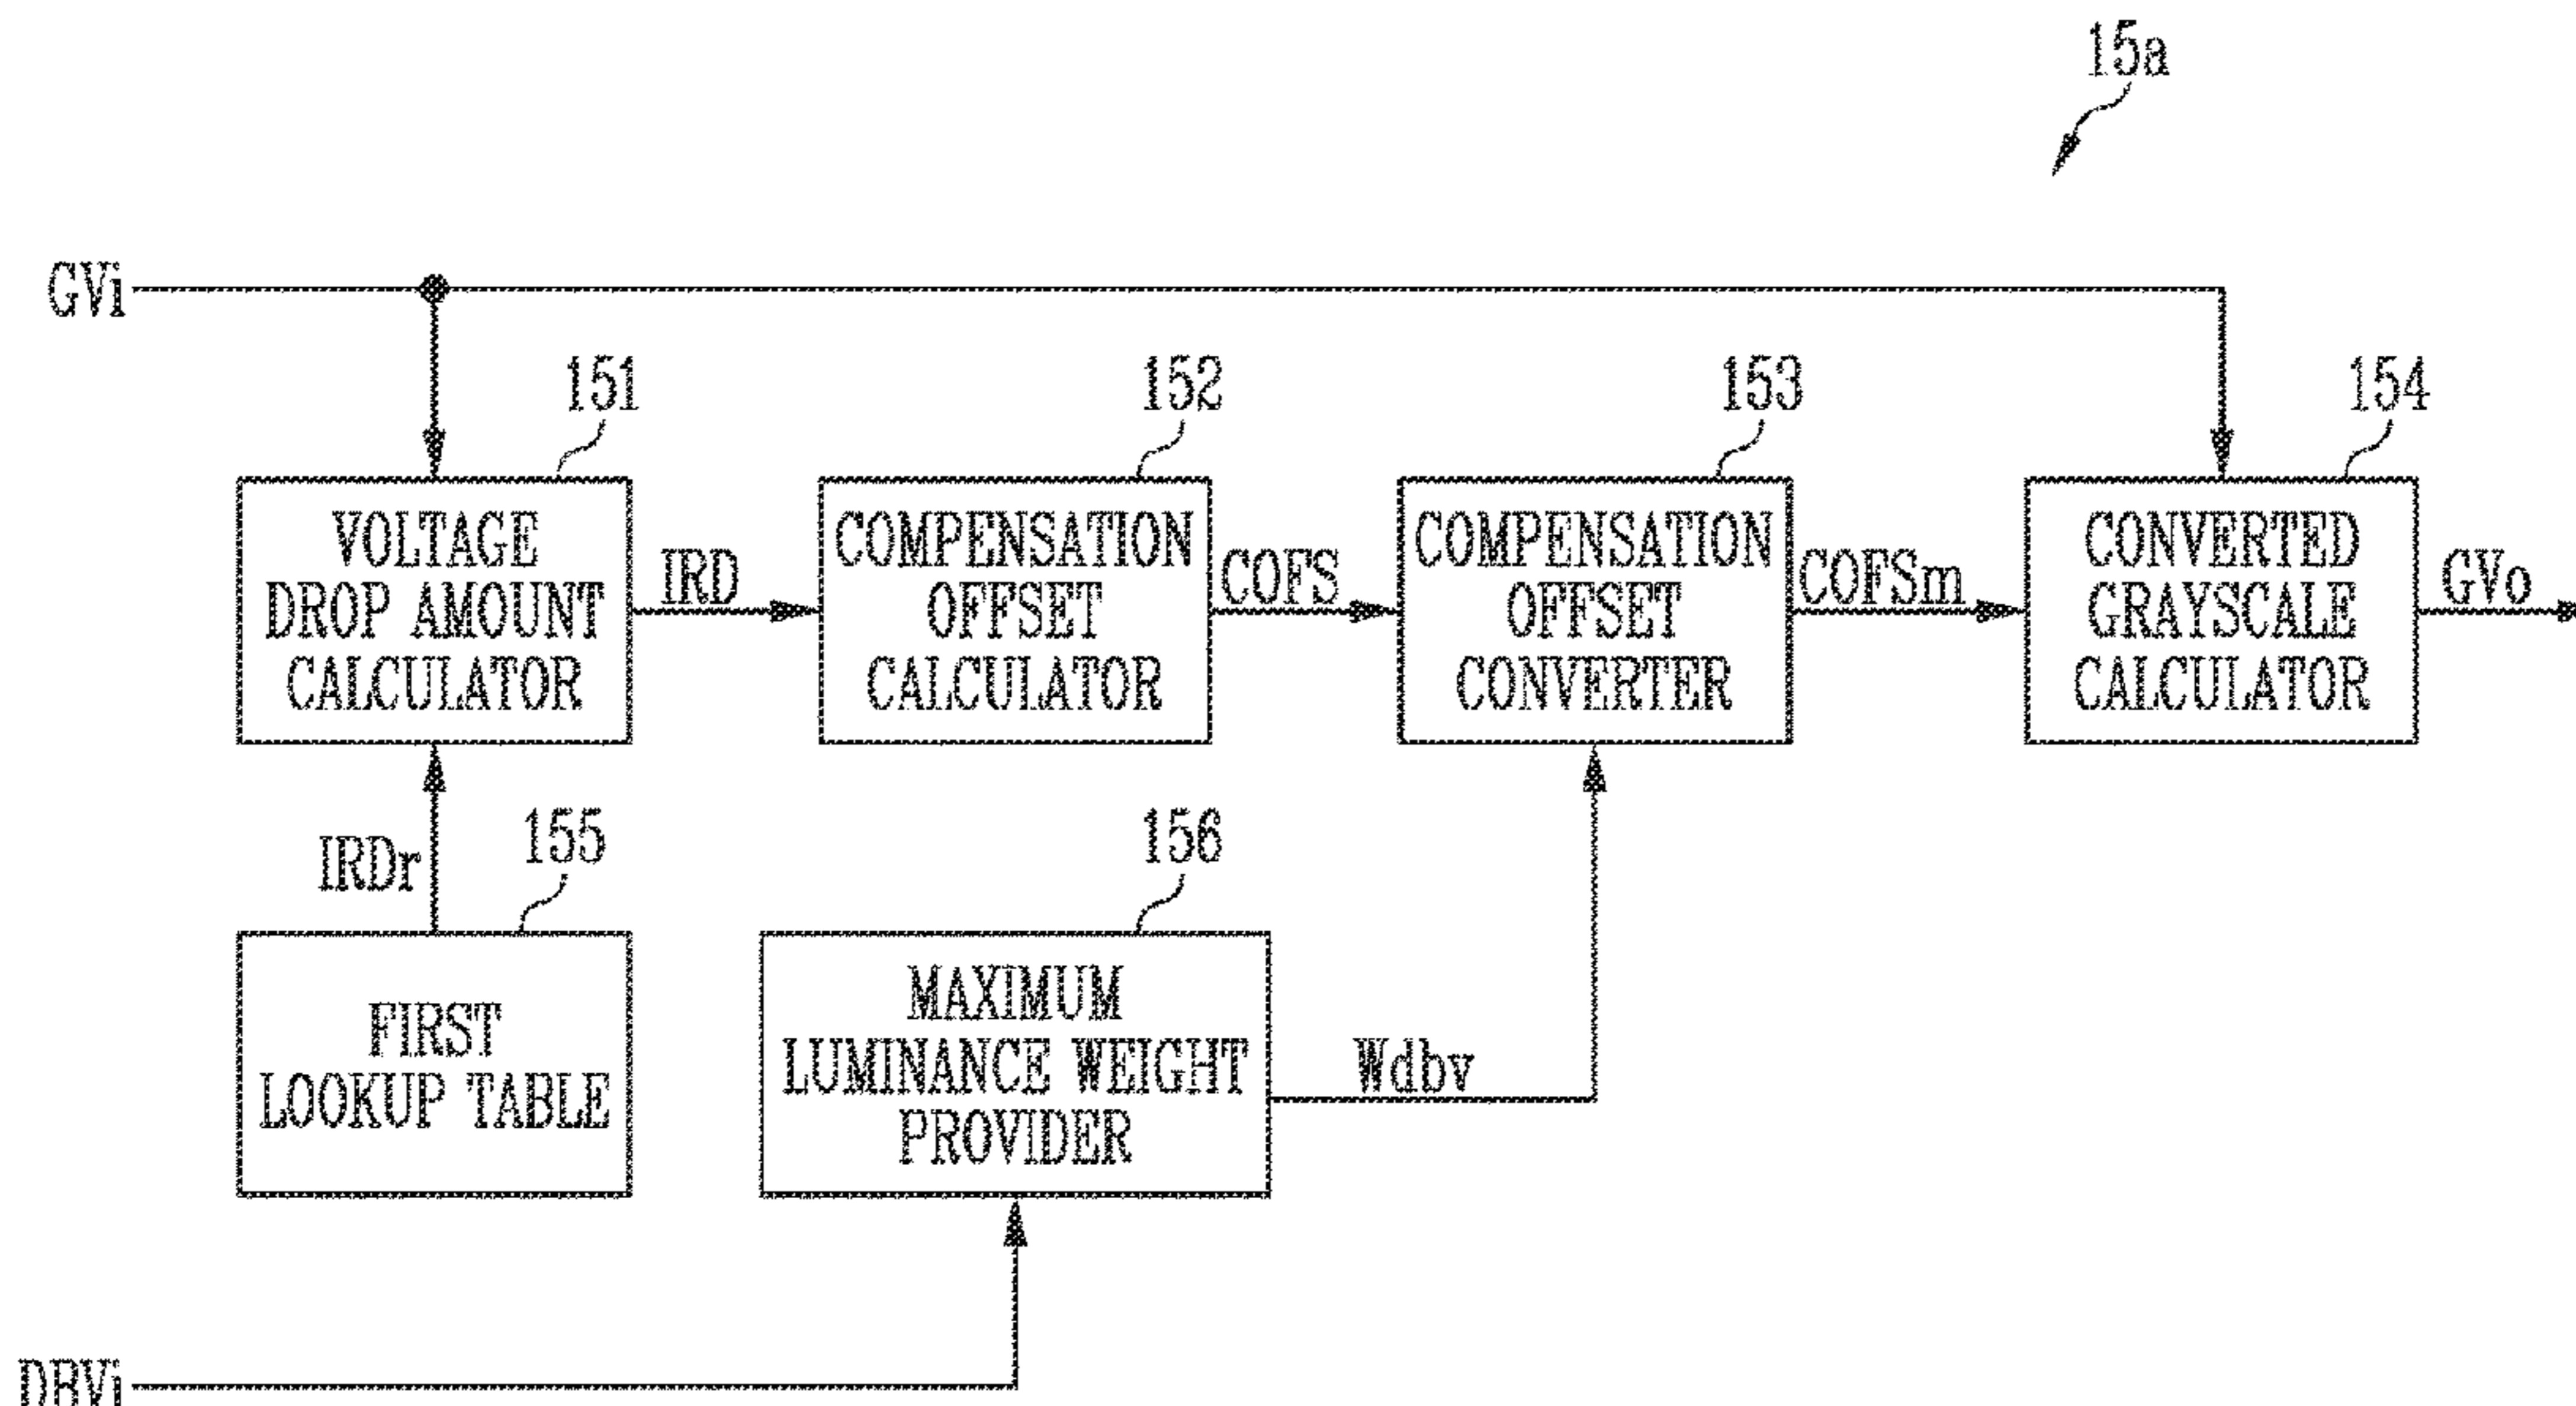 15a
GVi
151
152
153
154
VOLTAGE
DROP AMOUNT
CALCULATOR
IRD
COMPENSATION
OFFSET
CALCULATOR
COFS
COMPENSATION
OFFSET
CONVERTER
COFSm
CONVERTED
GRAYSCALE
CALCULATOR
GVo
IRDr
155
156
FIRST
LOOKUP TABLE
MAXIMUM
LUMINANCE WEIGHT
PROVIDER
Wdbv
DBVi